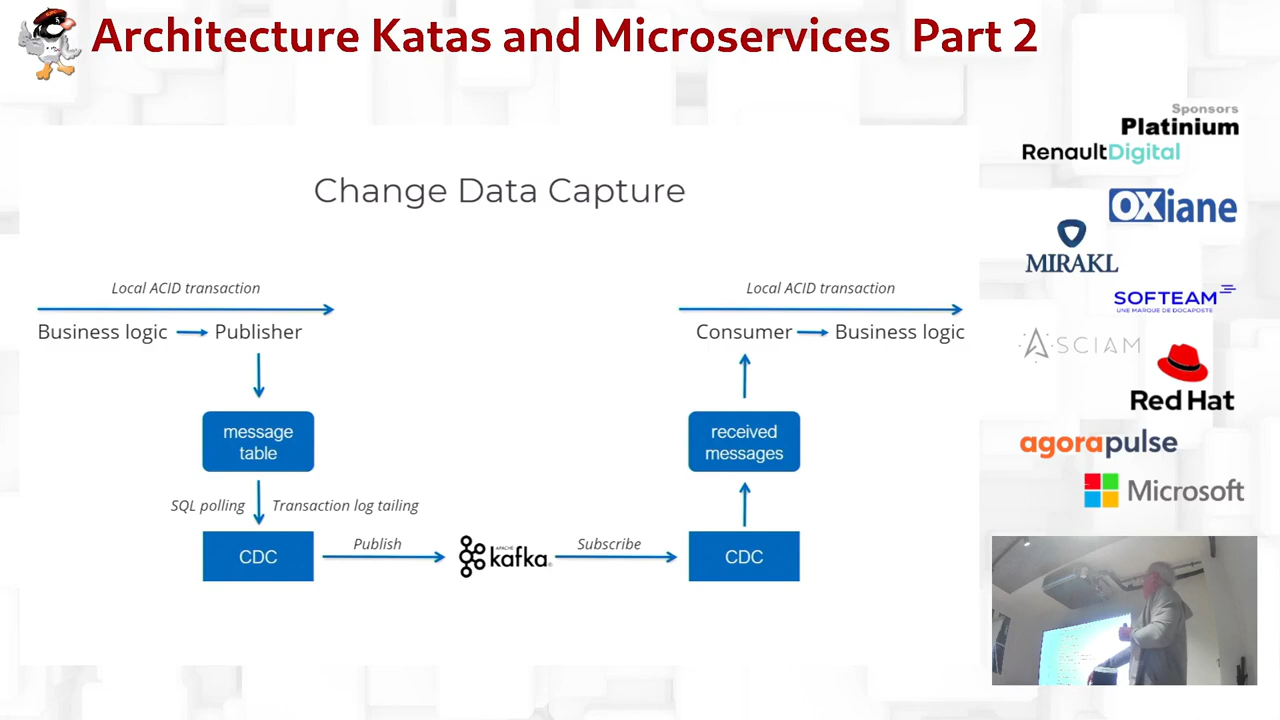 Architecture Katas and Microservices Part 2
Sponsors
Platinium
RenaultDigital
OXiane
MIRAKL
SOFTEAM
UNE MARQUE DE DOCAPOSTE
ASCIAM
Red Hat
agorapulse
Microsoft
Change Data Capture
Local ACID transaction
Business logic
Publisher
message
table
SQL polling
Transaction log tailing
CDC
Publish
APACHE
kafka
Subscribe
CDC
received
messages
Local ACID transaction
Consumer
Business logic